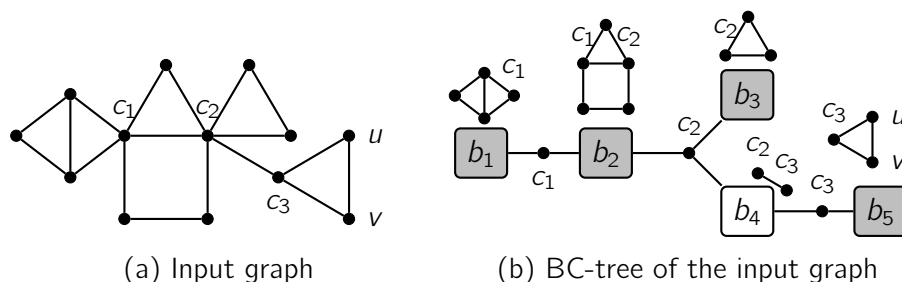 c1
c2
u
c3
v
(a) Input graph
c1
c2
c2
c1
b3
c3
u
v
b1
b2
c2
c1
c2
c3
c3
b4
b5
(b) BC-tree of the input graph